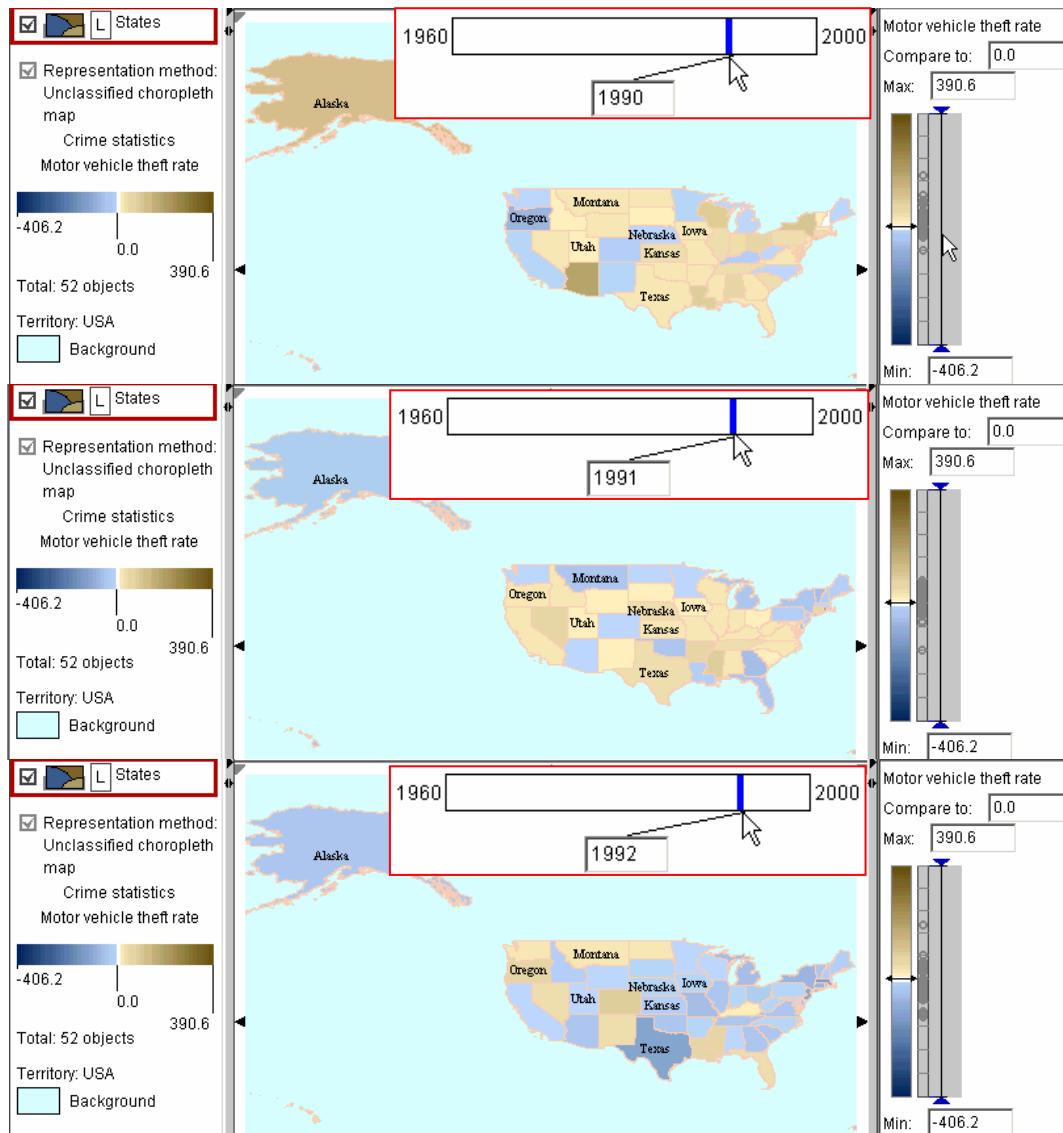 L States
Representation method:
Unclassified choropleth
map
Crime statistics
Motor vehicle theft rate
-406.2
0.0
390.6
Total: 52 objects
Territory: USA
Background
1960
2000
1990
Alaska
Montana
Oregon
Nebraska Iowa
Utah
Kansas
Texas
Motor vehicle theft rate
Compare to: 0.0
Max: 390.6
Min: -406.2
L States
Representation method:
Unclassified choropleth
map
Crime statistics
Motor vehicle theft rate
-406.2
0.0
390.6
Total: 52 objects
Territory: USA
Background
1960
2000
1991
Alaska
Montana
Oregon
Nebraska Iowa
Utah
Kansas
Texas
Motor vehicle theft rate
Compare to: 0.0
Max: 390.6
Min: -406.2
L States
Representation method:
Unclassified choropleth
map
Crime statistics
Motor vehicle theft rate
-406.2
0.0
390.6
Total: 52 objects
Territory: USA
Background
1960
2000
1992
Alaska
Montana
Oregon
Nebraska Iowa
Utah
Kansas
Texas
Motor vehicle theft rate
Compare to: 0.0
Max: 390.6
Min: -406.2